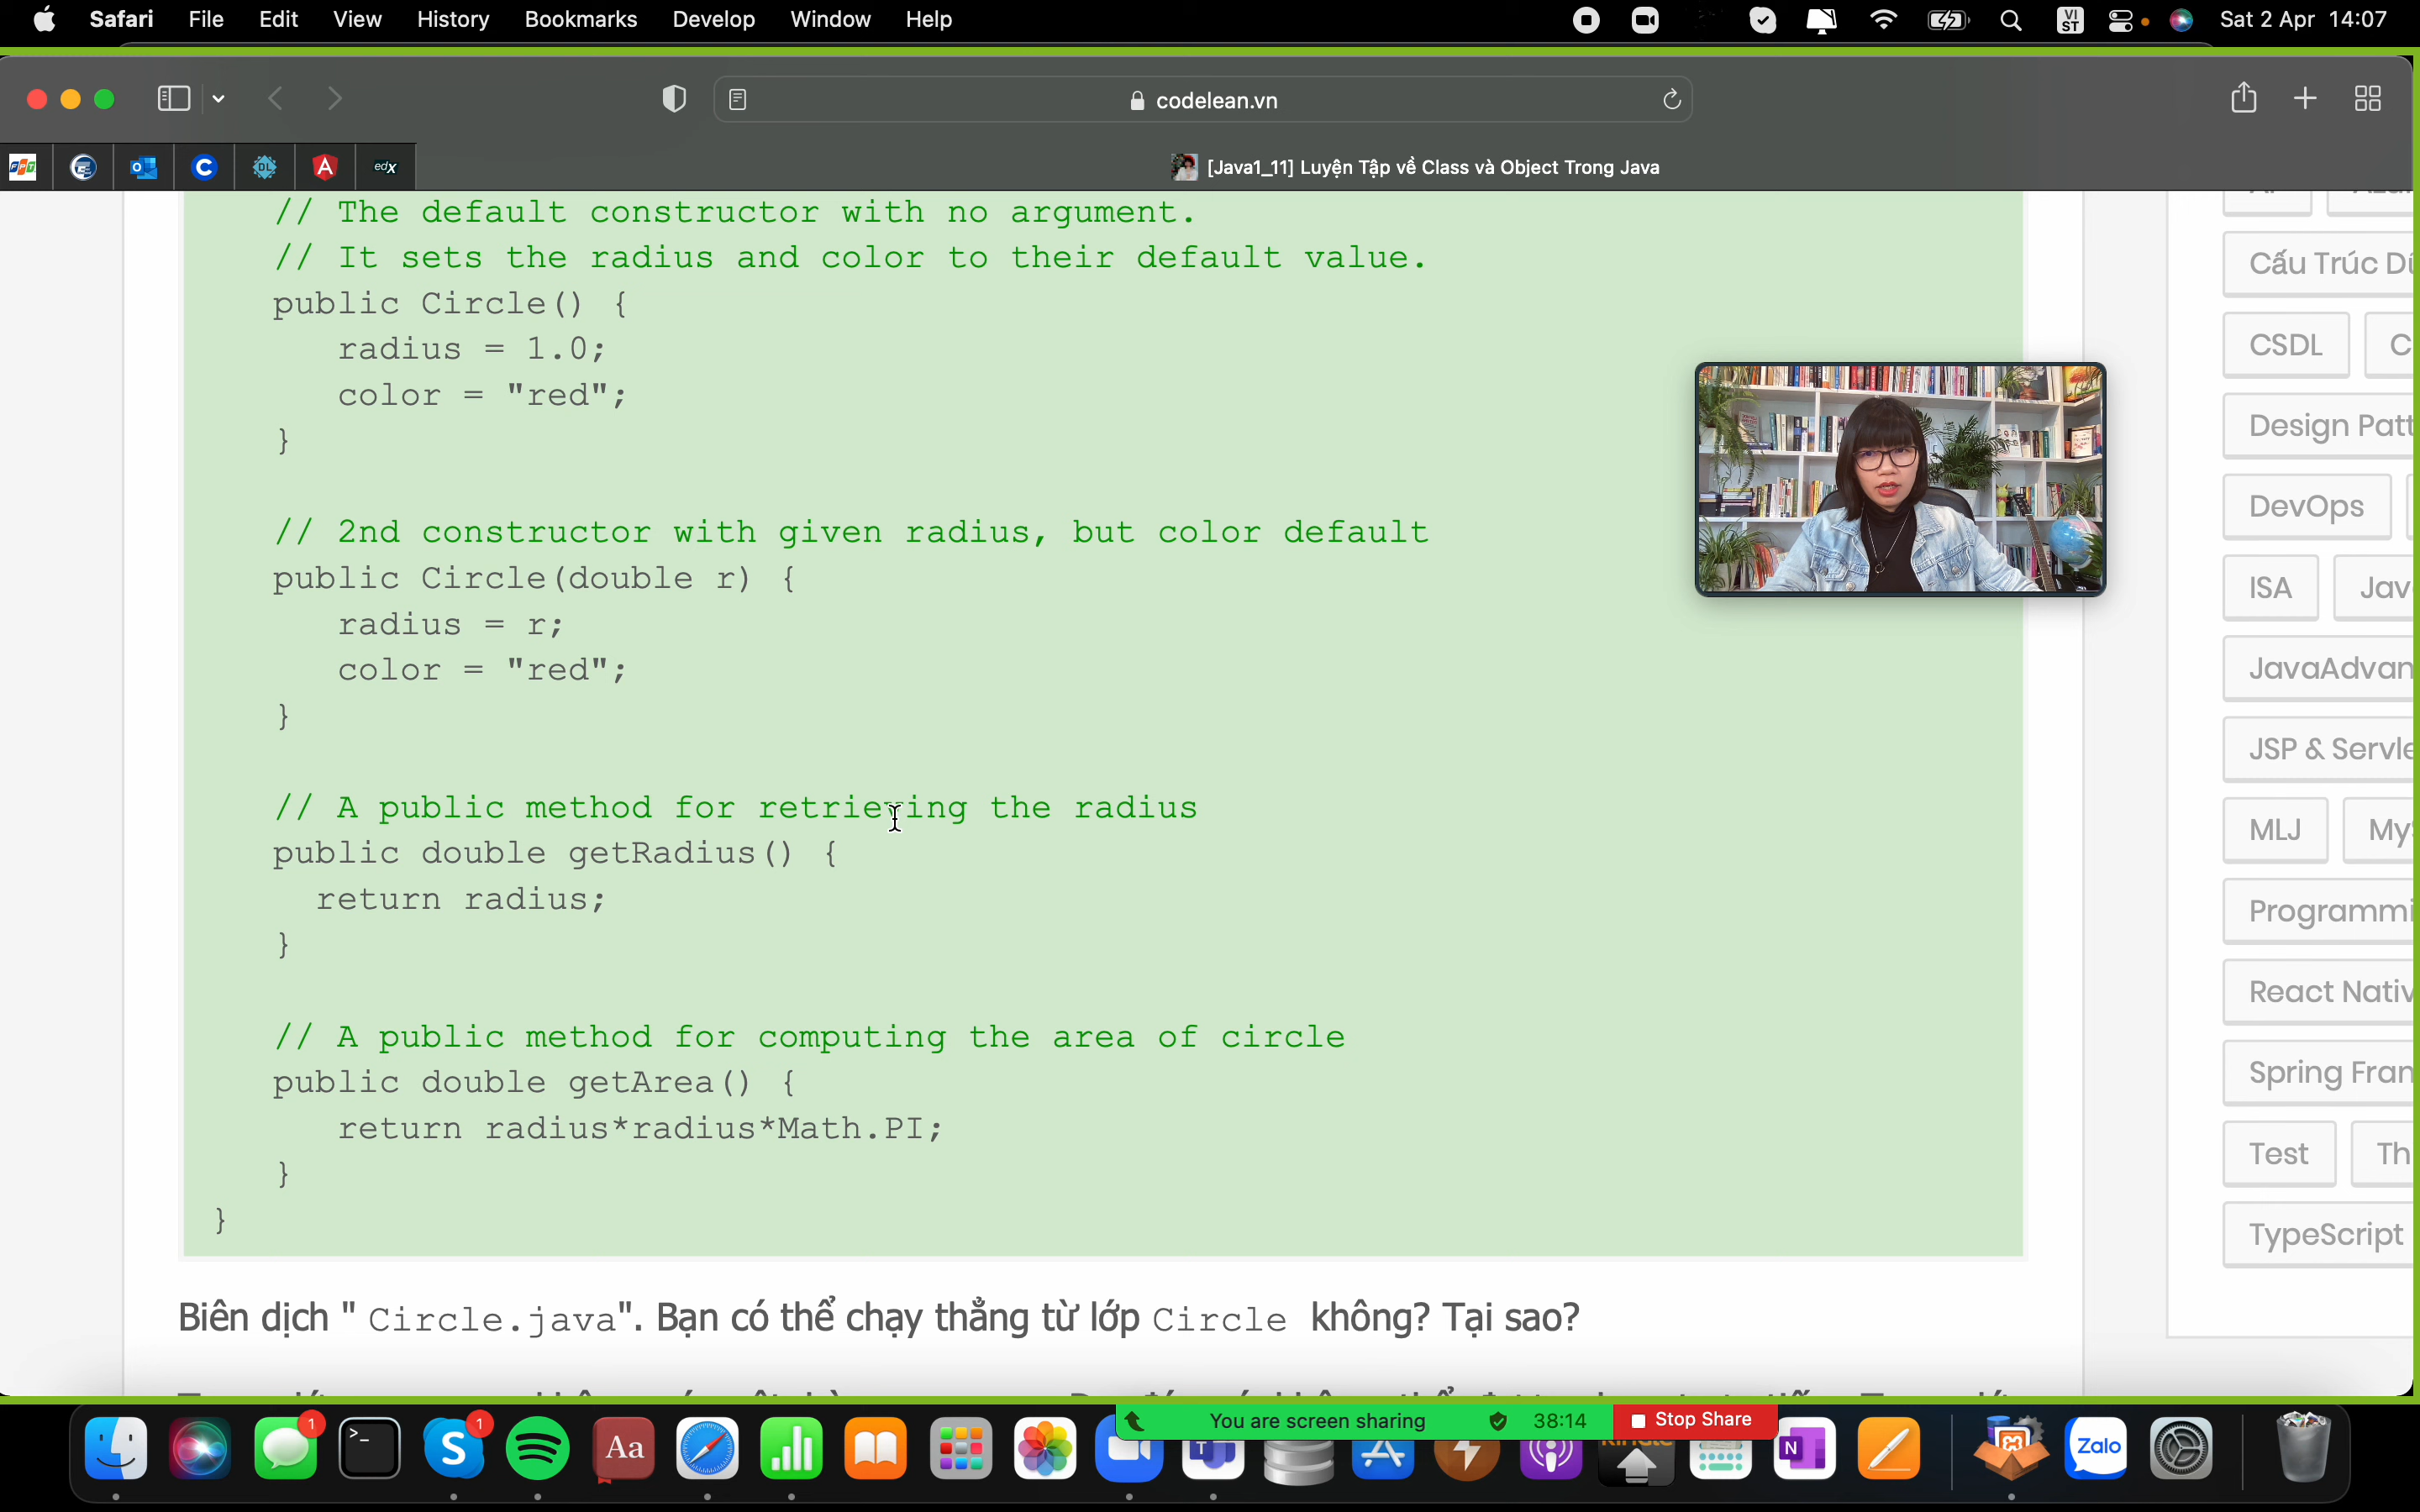 Safari File Edit View History Bookmarks Develop Window Help
VI
ST
Sat 2 Apr 14:07
codelean.vn
FPT
edX
[Java1_11] Luyện Tập về Class và Object Trong Java
// The default constructor with no argument.
// It sets the radius and color to their default value.
public Circle() {
radius = 1.0;
color = "red";
}
// 2nd constructor with given radius, but color default
public Circle(double r) {
radius = r;
color = "red";
}
// A public method for retrieving the radius
public double getRadius() {
return radius;
}
// A public method for computing the area of circle
public double getArea() {
return radius*radius*Math.PI;
}
}
Biên dịch "Circle.java". Bạn có thể chạy thẳng từ lớp Circle không? Tại sao?
Cấu Trúc D
CSDL C
Design Patt
DevOps
ISA Jav
JavaAdvan
JSP & Servle
MLJ My
Programmi
React Nativ
Spring Fran
Test Th
TypeScript
You are screen sharing 38:14 Stop Share
1
>_
S
1
Aa
T
N
Zalo